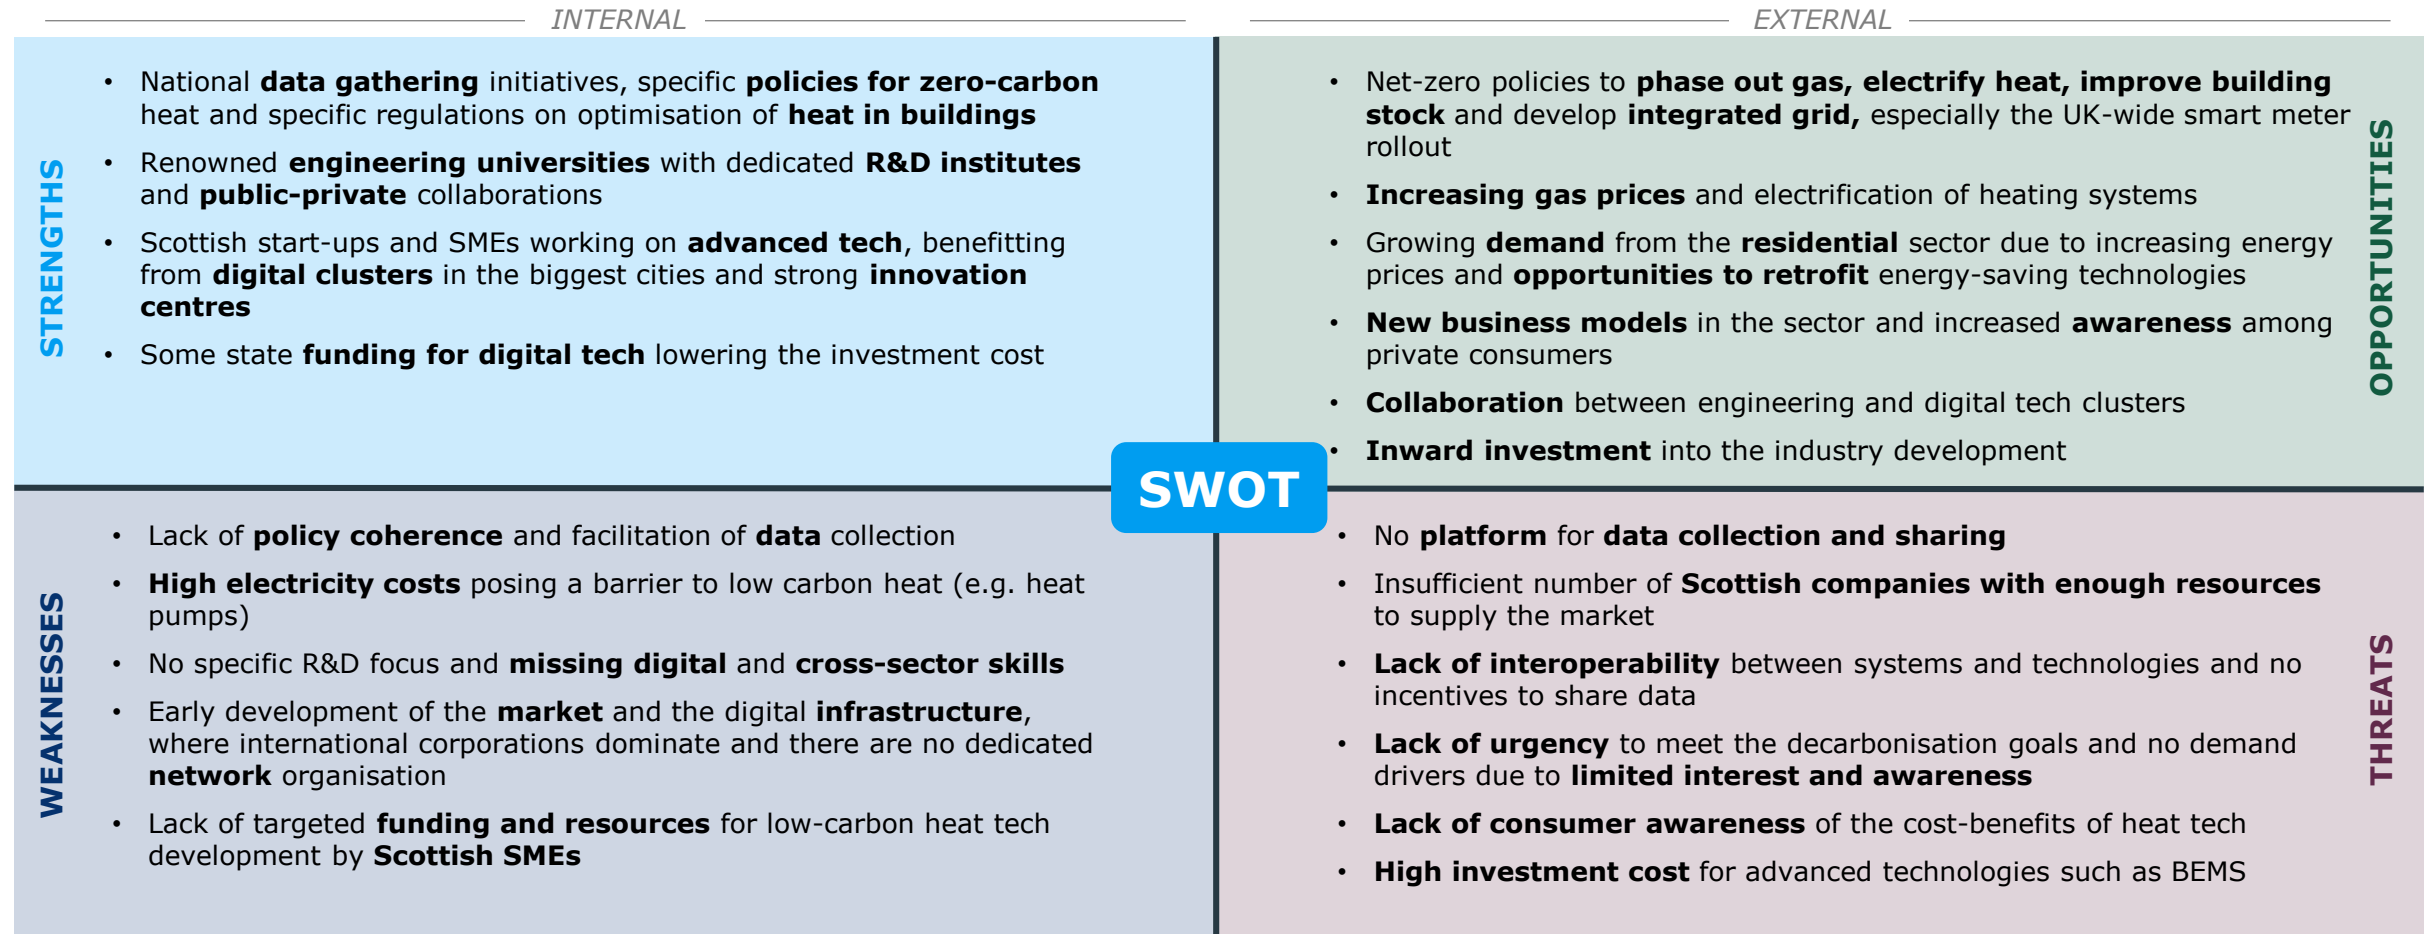 INTERNAL
EXTERNAL
STRENGTHS
• National data gathering initiatives, specific policies for zero-carbon
heat and specific regulations on optimisation of heat in buildings
• Renowned engineering universities with dedicated R&D institutes
and public-private collaborations
• Scottish start-ups and SMEs working on advanced tech, benefitting
from digital clusters in the biggest cities and strong innovation
centres
• Some state funding for digital tech lowering the investment cost
• Net-zero policies to phase out gas, electrify heat, improve building
stock and develop integrated grid, especially the UK-wide smart meter
rollout
• Increasing gas prices and electrification of heating systems
• Growing demand from the residential sector due to increasing energy
prices and opportunities to retrofit energy-saving technologies
• New business models in the sector and increased awareness among
private consumers
• Collaboration between engineering and digital tech clusters
• Inward investment into the industry development
OPPORTUNITIES
SWOT
WEAKNESSES
• Lack of policy coherence and facilitation of data collection
• High electricity costs posing a barrier to low carbon heat (e.g. heat
pumps)
• No specific R&D focus and missing digital and cross-sector skills
• Early development of the market and the digital infrastructure,
where international corporations dominate and there are no dedicated
network organisation
• Lack of targeted funding and resources for low-carbon heat tech
development by Scottish SMEs
• No platform for data collection and sharing
• Insufficient number of Scottish companies with enough resources
to supply the market
• Lack of interoperability between systems and technologies and no
incentives to share data
• Lack of urgency to meet the decarbonisation goals and no demand
drivers due to limited interest and awareness
• Lack of consumer awareness of the cost-benefits of heat tech
• High investment cost for advanced technologies such as BEMS
THREATS